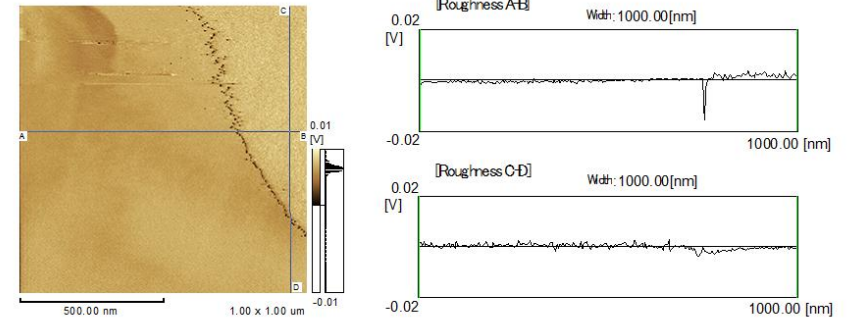 C
A
B
D
0.01
[V]
-0.01
500.00 nm
1.00 x 1.00 um
[Roughness A-B]
Width: 1000.00[nm]
0.02
[V]
-0.02
1000.00 [nm]
[Roughness C-D]
Width: 1000.00[nm]
0.02
[V]
-0.02
1000.00 [nm]